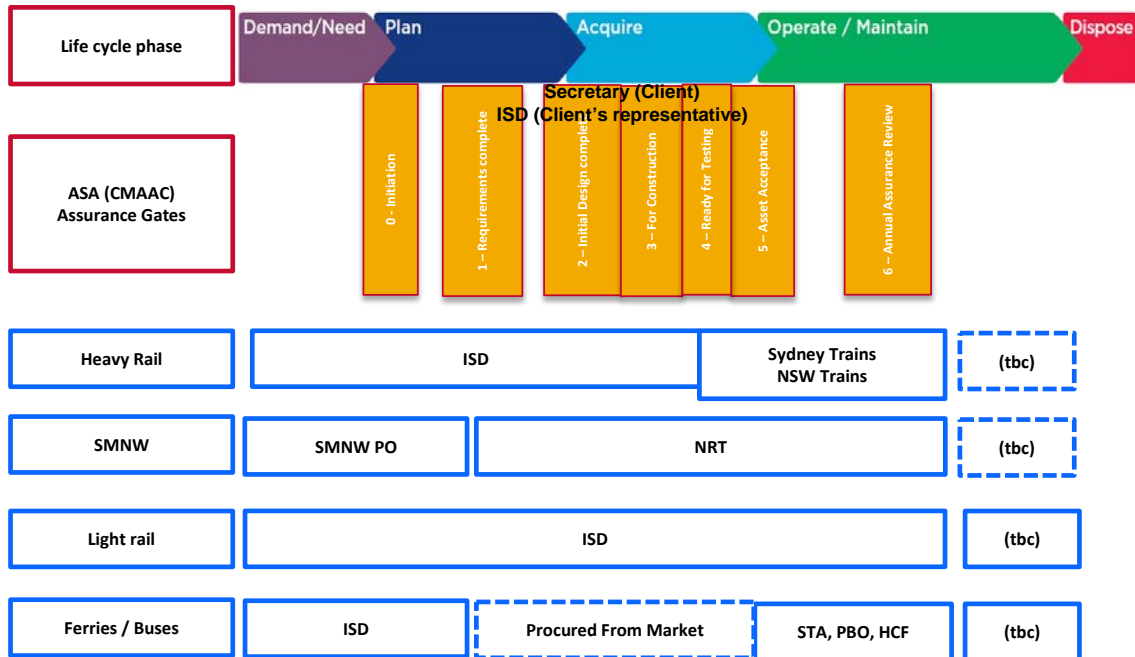 Life cycle phase
Demand/Need
Plan
Acquire
Operate / Maintain
Dispose
Secretary (Client)
ISD (Client's representative)
ASA (CMAAC)
Assurance Gates
0 - Initiation
1 – Requirements complete
2 – Initial Design complete
3 – For Construction
4 – Ready for Testing
5 – Asset Acceptance
6 – Annual Assurance Review
Heavy Rail
ISD
Sydney Trains
NSW Trains
(tbc)
SMNW
SMNW PO
NRT
(tbc)
Light rail
ISD
(tbc)
Ferries / Buses
ISD
Procured From Market
STA, PBO, HCF
(tbc)